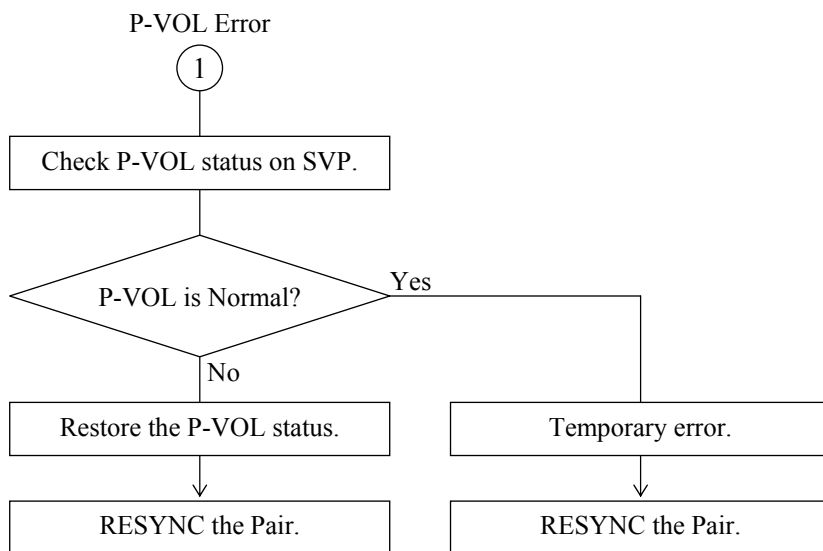 P-VOL Error
1
Check P-VOL status on SVP.
P-VOL is Normal?
Yes
No
Restore the P-VOL status.
Temporary error.
RESYNC the Pair.
RESYNC the Pair.